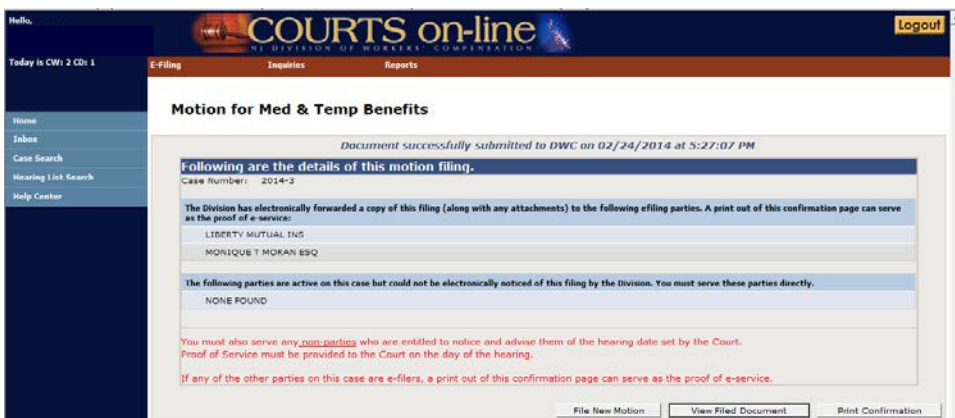 Hello,
COURTS on-line
NJ DIVISION OF WORKERS' COMPENSATION
Logout
Today is CW: 2 CD: 1
E-Filing Inquiries Reports
Motion for Med & Temp Benefits
Home
Inbox
Case Search
Hearing List Search
Help Center
Document successfully submitted to DWC on 02/24/2014 at 5:27:07 PM
Following are the details of this motion filing.
Case Number: 2014-3
The Division has electronically forwarded a copy of this filing (along with any attachments) to the following efiling parties. A print out of this confirmation page can serve
as the proof of e-service:
LIBERTY MUTUAL INS
MONIQUE T MORAN ESQ
The following parties are active on this case but could not be electronically noticed of this filing by the Division. You must serve these parties directly.
NONE FOUND
You must also serve any non-parties who are entitled to notice and advise them of the hearing date set by the Court.
Proof of Service must be provided to the Court on the day of the hearing.
If any of the other parties on this case are e-filers, a print out of this confirmation page can serve as the proof of e-service.
File New Motion View Filed Document Print Confirmation